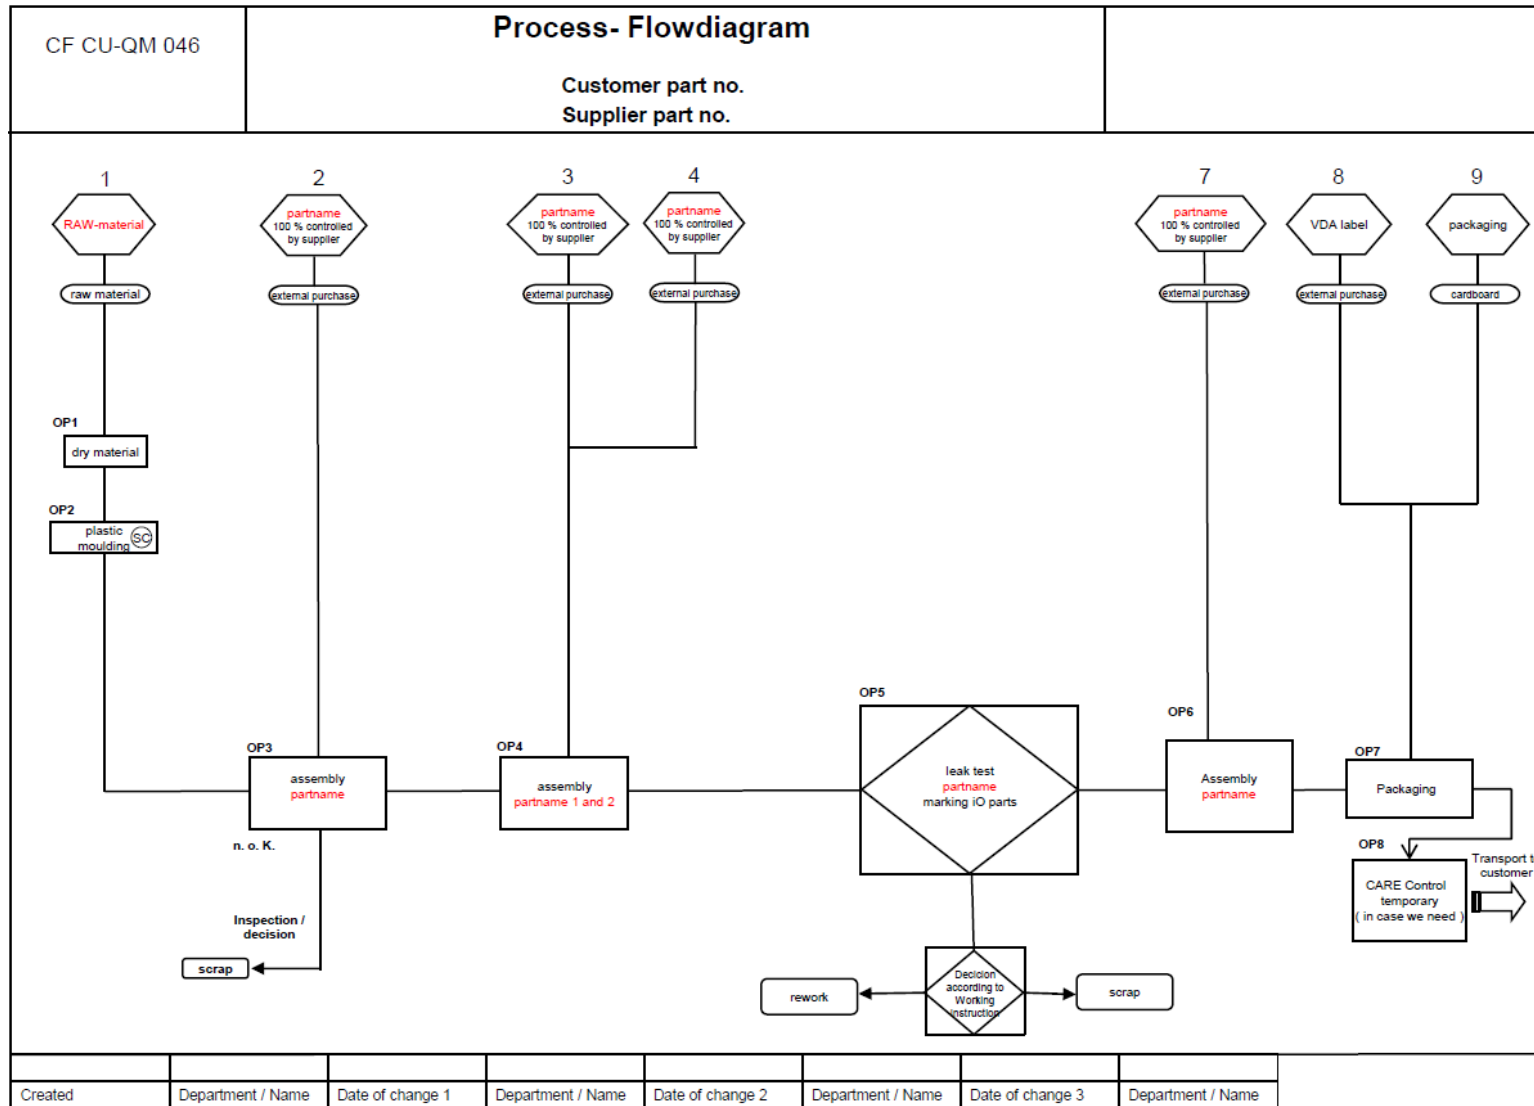 CF CU-QM 046
Process- Flowdiagram
Customer part no.
Supplier part no.
1
2
3
4
7
8
9
RAW-material
partname
100 % controlled
by supplier
partname
100 % controlled
by supplier
partname
100 % controlled
by supplier
partname
100 % controlled
by supplier
VDA label
packaging
raw material
external purchase
external purchase
external purchase
external purchase
external purchase
cardboard
OP1
dry material
OP2
plastic
moulding
SC
OP3
assembly
partname
OP4
assembly
partname 1 and 2
OP5
leak test
partname
marking iO parts
OP6
Assembly
partname
OP7
Packaging
n. o. K.
Inspection /
decision
scrap
OP8
CARE Control
temporary
( in case we need )
Transport t
customer
rework
Decicion
according to
Working
instruction
scrap
Created
Department / Name
Date of change 1
Department / Name
Date of change 2
Department / Name
Date of change 3
Department / Name